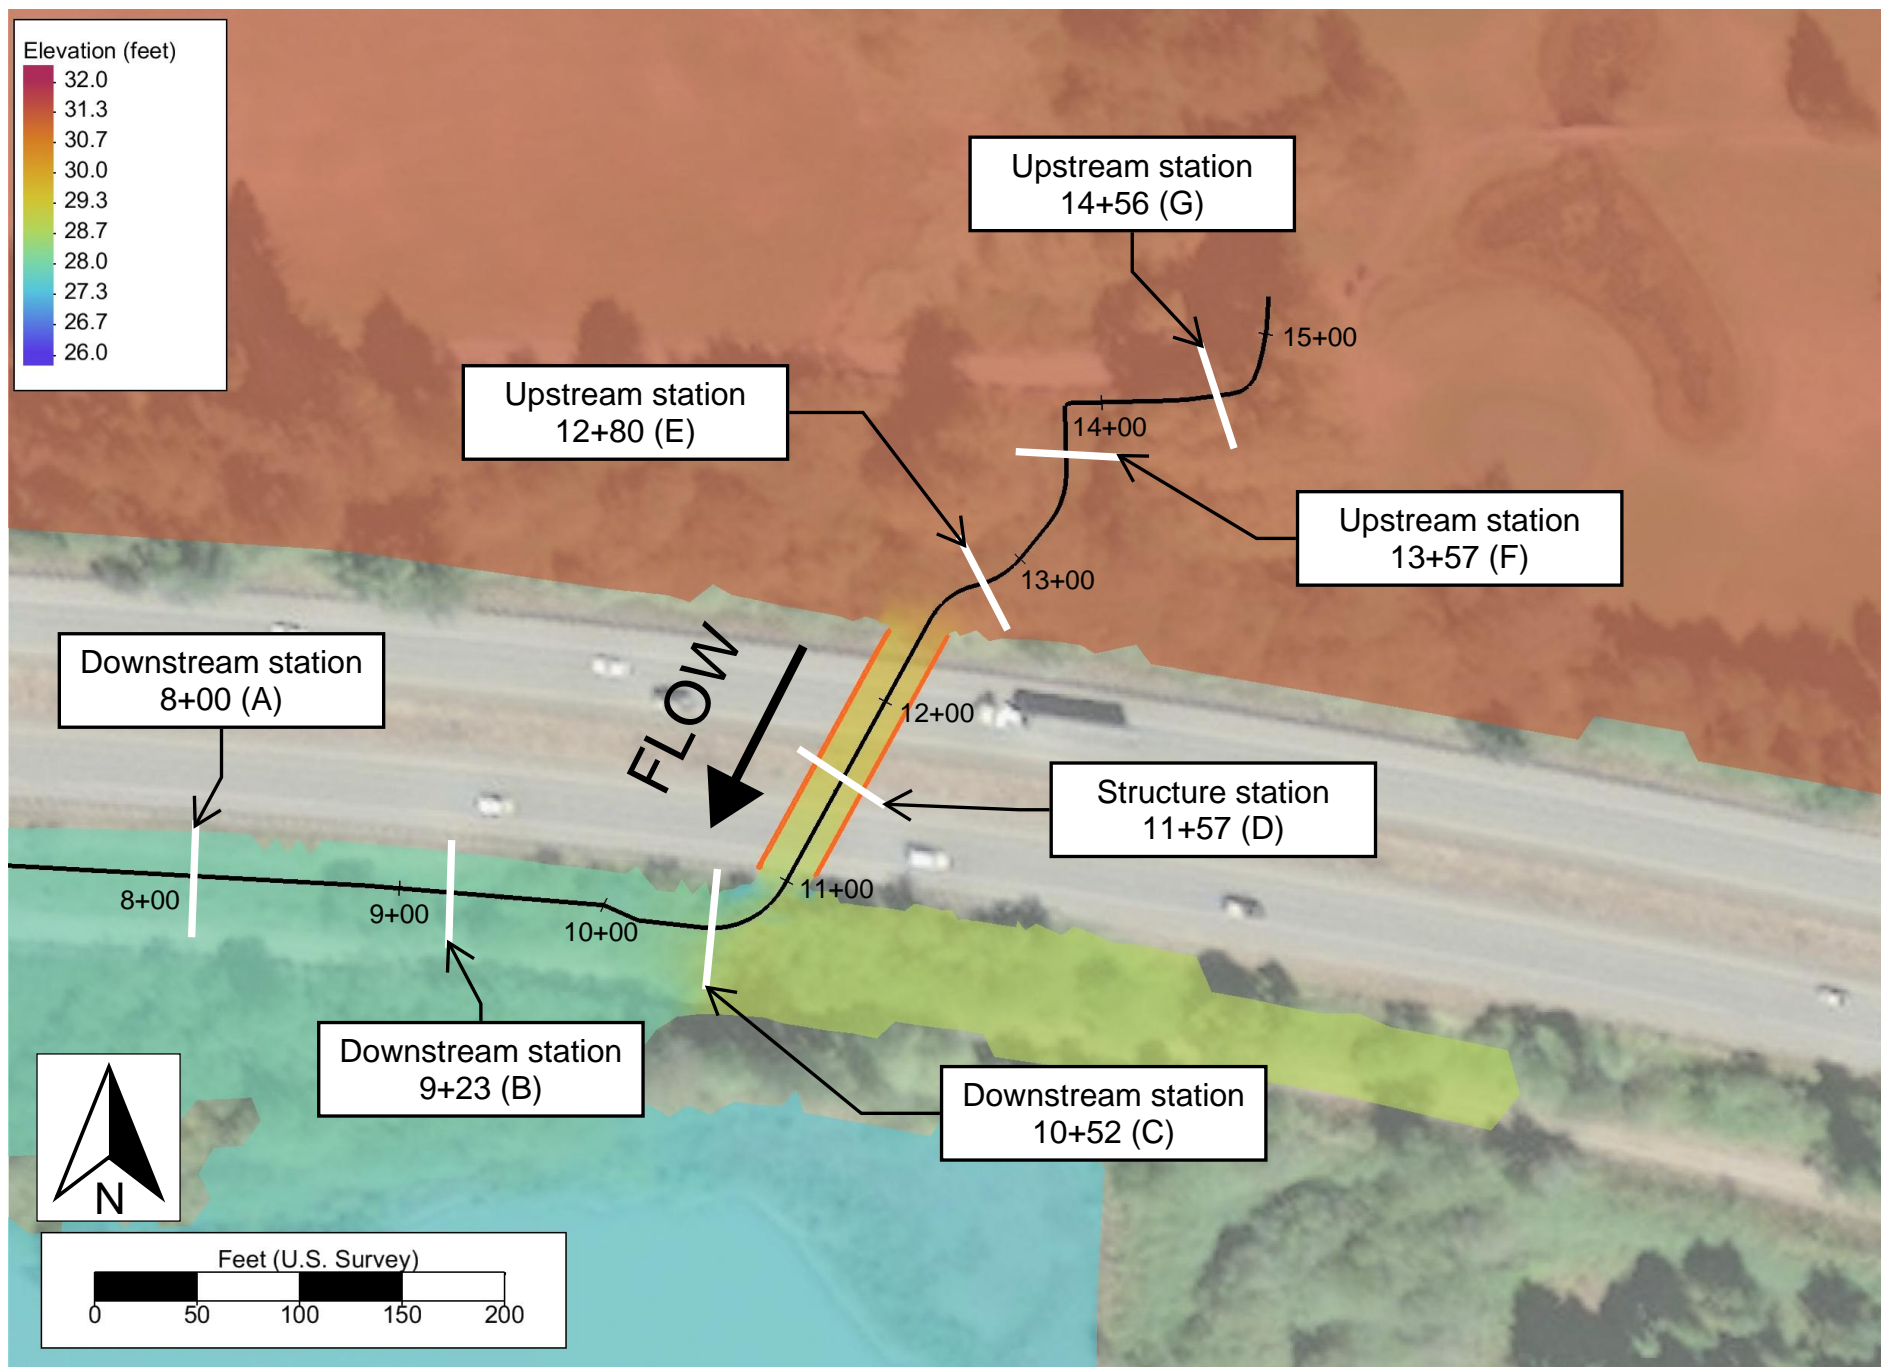 Elevation (feet)
32.0
31.3
30.7
30.0
29.3
28.7
28.0
27.3
26.7
26.0
Upstream station
14+56 (G)
15+00
Upstream station
12+80 (E)
14+00
Upstream station
13+57 (F)
13+00
FLOW
Downstream station
8+00 (A)
12+00
Structure station
11+57 (D)
11+00
8+00
9+00
10+00
Downstream station
9+23 (B)
Downstream station
10+52 (C)
N
Feet (U.S. Survey)
0 50 100 150 200